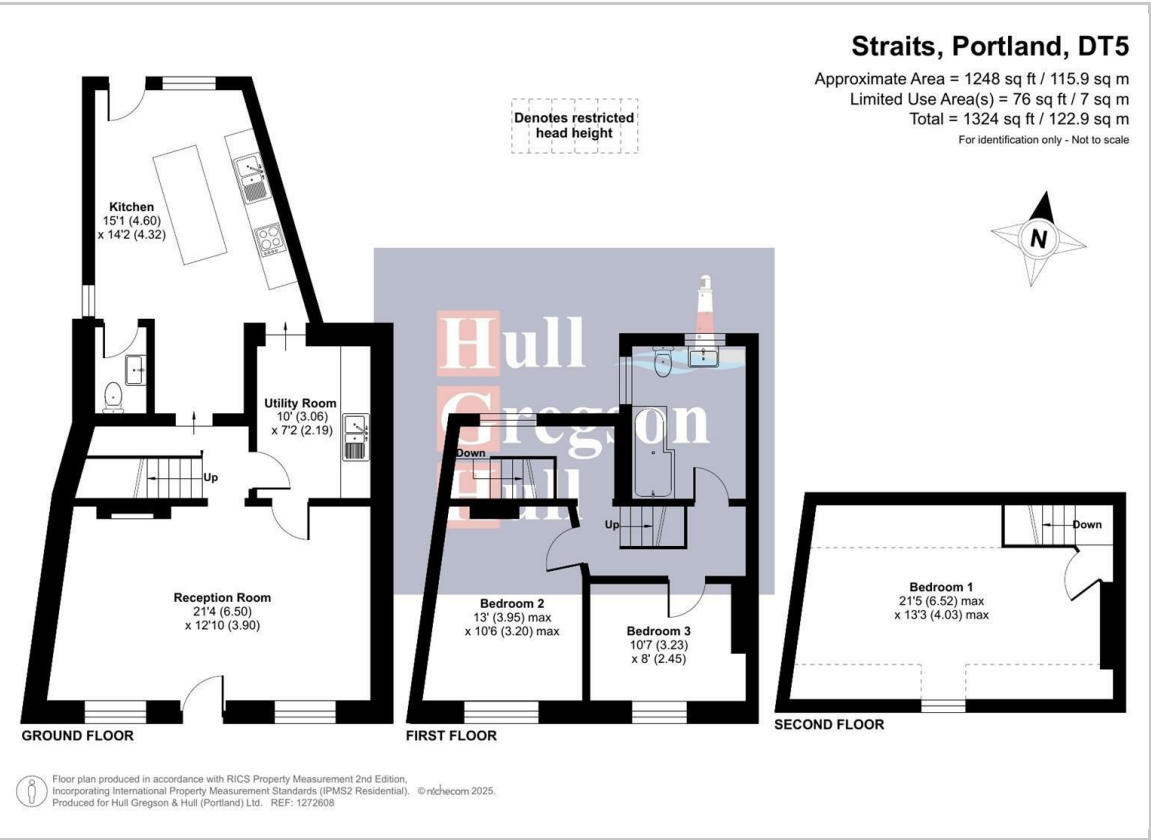 Straits, Portland, DT5
Approximate Area = 1248 sq ft / 115.9 sq m
Limited Use Area(s) = 76 sq ft / 7 sq m
Total = 1324 sq ft / 122.9 sq m
For identification only - Not to scale
Denotes restricted
head height
N
Kitchen
15'1 (4.60)
x 14'2 (4.32)
Utility Room
10' (3.06)
x 7'2 (2.19)
Up
Reception Room
21'4 (6.50)
x 12'10 (3.90)
GROUND FLOOR
Hull
Gregson
Hull
Down
Up
Bedroom 2
13' (3.95) max
x 10'6 (3.20) max
Bedroom 3
10'7 (3.23)
x 8' (2.45)
FIRST FLOOR
Down
Bedroom 1
21'5 (6.52) max
x 13'3 (4.03) max
SECOND FLOOR
Floor plan produced in accordance with RICS Property Measurement 2nd Edition,
Incorporating International Property Measurement Standards (IPMS2 Residential). © nichecom 2025.
Produced for Hull Gregson & Hull (Portland) Ltd. REF: 1272608